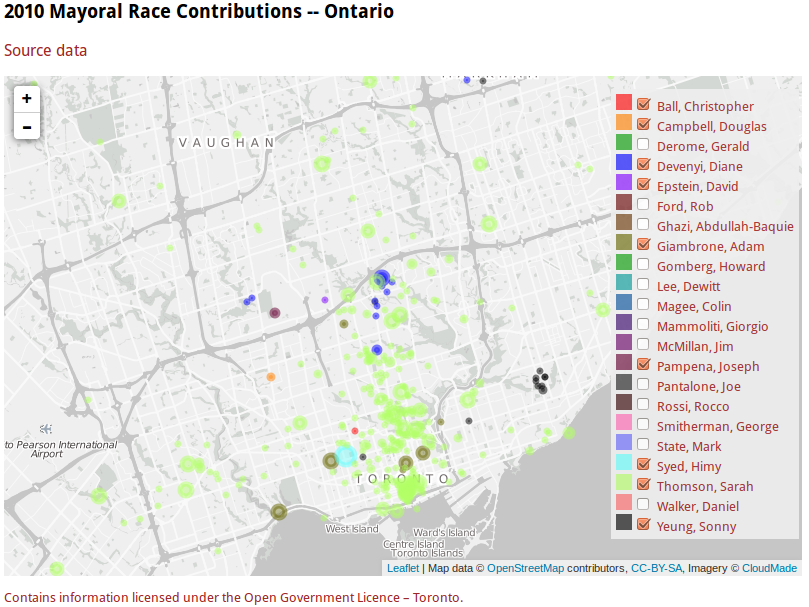 2010 Mayoral Race Contributions -- Ontario
Source data
+
-
VAUGHAN
to Pearson International
Airport
TORONTO
West Island
Ward's Island
Centre Island
Toronto Islands
Ball, Christopher
Campbell, Douglas
Derome, Gerald
Devenyi, Diane
Epstein, David
Ford, Rob
Ghazi, Abdullah-Baquie
Giambrone, Adam
Gomberg, Howard
Lee, Dewitt
Magee, Colin
Mammoliti, Giorgio
McMillan, Jim
Pampena, Joseph
Pantalone, Joe
Rossi, Rocco
Smitherman, George
State, Mark
Syed, Himy
Thomson, Sarah
Walker, Daniel
Yeung, Sonny
Leaflet | Map data © OpenStreetMap contributors, CC-BY-SA, Imagery © CloudMade
Contains information licensed under the Open Government Licence – Toronto.